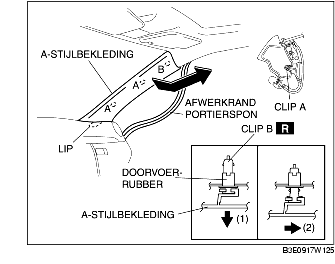 A-STIJLBEKLEDING
B
A
A
LIP
AFWERKRAND
PORTIERSPON
CLIP A
CLIP B R
DOORVOER-
RUBBER
A-STIJLBEKLEDING
(1)
(2)
B3E0917W125